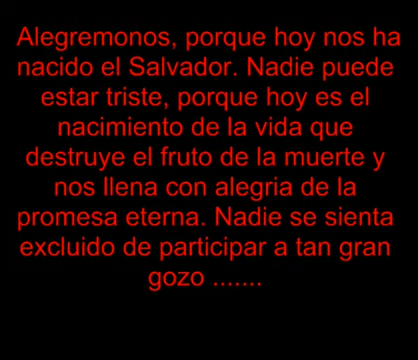 Alegremonos, porque hoy nos ha
nacido el Salvador. Nadie puede
estar triste, porque hoy es el
nacimiento de la vida que
destruye el fruto de la muerte y
nos llena con alegria de la
promesa eterna. Nadie se sienta
excluido de participar a tan gran
gozo .......